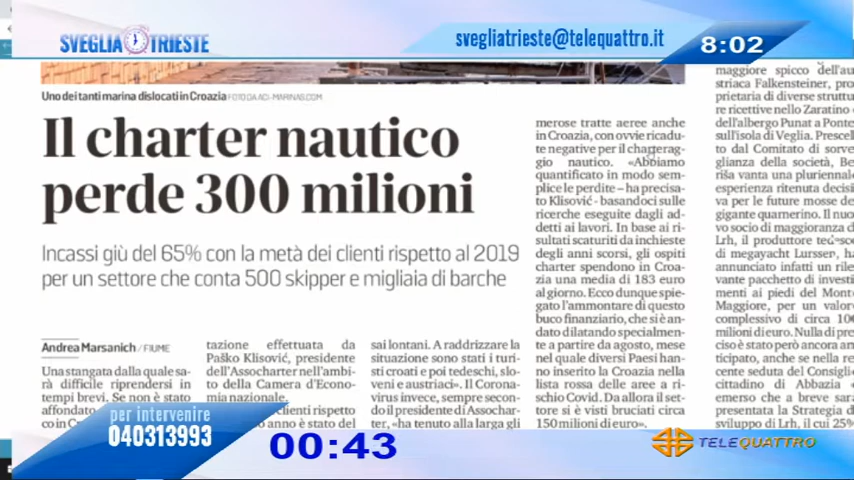 SVEGLIA TRIESTE
svegliatrieste@telequattro.it
8:02
Uno dei tanti marina dislocati in Croazia FOTO DA ACI-MARINAS.COM
Il charter nautico
perde 300 milioni
Incassi giù del 65% con la metà dei clienti rispetto al 2019
per un settore che conta 500 skipper e migliaia di barche
Andrea Marsanich / FIUME
Una stangata dalla quale sa-
rà difficile riprendersi in
tempi brevi. Se non è stato
affondato
co in C
tazione effettuata da
Paško Klisović, presidente
dell'Assocharter nell'ambi-
to della Camera d'Econo-
mia nazionale.
clienti rispetto
anno è stato del
sai lontani. A raddrizzare la
situazione sono stati i turi-
sti croati e poi tedeschi, slo-
veni e austriaci». Il Corona-
virus invece, sempre secon-
do il presidente di Assochar-
ter, «ha tenuto alla larga gli
merose tratte aeree anche
in Croazia, con ovvie ricadu-
te negative per il charterag-
gio nautico. «Abbiamo
quantificato in modo sem-
plice le perdite – ha precisa-
to Klisović - basandoci sulle
ricerche eseguite dagli ad-
detti ai lavori. In base ai ri-
sultati scaturiti da inchieste
degli anni scorsi, gli ospiti
charter spendono in Croa-
zia una media di 183 euro
al giorno. Ecco dunque spie-
gato l'ammontare di questo
buco finanziario, che si è an-
dato dilatando specialmen-
te a partire da agosto, mese
nel quale diversi Paesi han-
no inserito la Croazia nella
lista rossa delle aree a ri-
schio Covid. Da allora il set-
tore si è visti bruciati circa
150 milioni di euro».
maggiore spicco dell'au
striaca Falkensteiner, pro
prietaria di diverse struttu
re ricettive nello Zaratino
dell'albergo Punat a Ponte
sull'isola di Veglia. Prescel
to dal Comitato di sorve
glianza della società, Be
riša vanta una pluriennale
esperienza ritenuta decisi
va per le future mosse de
gigante quarnerino. Il nuo
vo socio di maggioranza d
Lrh, il produttore tedesco
di megayacht Lurssen, ha
annunciato infatti un rile
vante pacchetto di investi
menti ai piedi del Monte
Maggiore, per un valor
complessivo di circa 100
milioni di euro. Nulla di pre
ciso è stato però ancora an
ticipato, anche se nella re
cente seduta del Consigli
cittadino di Abbazia
emerso che a breve sara
presentata la Strategia d
sviluppo di Lrh, il cui 25%
per intervenire
040313993
00:43
TELEQUATTRO